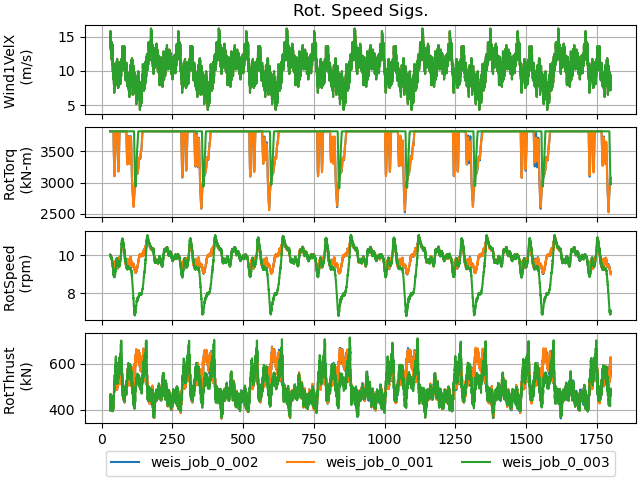 Rot. Speed Sigs.
Wind1VelX
(m/s)
15
10
5
RotTorq
(kN-m)
3500
3000
2500
RotSpeed
(rpm)
10
8
RotThrust
(kN)
600
400
0 250 500 750 1000 1250 1500 1750
weis_job_0_002 weis_job_0_001 weis_job_0_003